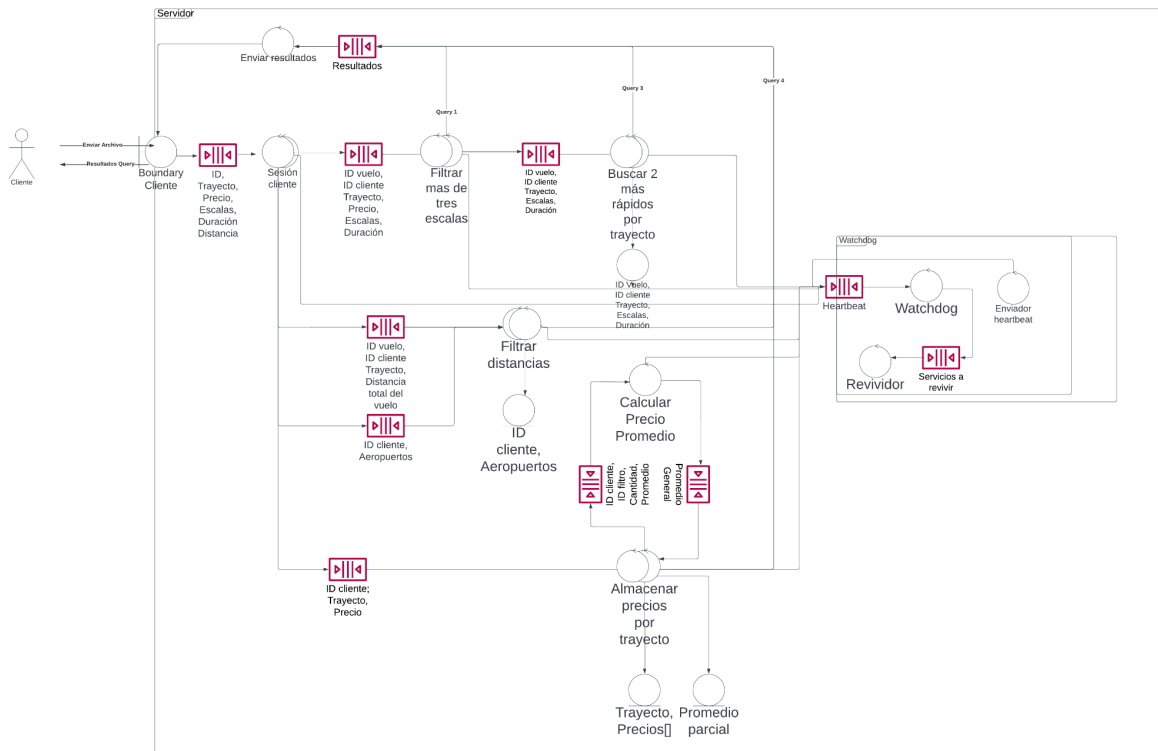 Servidor
Enviar resultados
Resultados
Query 4
Query 3
Query 1
Enviar Archivo
Resultados Query
Cliente
Boundary
Cliente
ID,
Trayecto,
Precio,
Escalas,
Duración
Distancia
Sesión
cliente
ID vuelo,
ID cliente
Trayecto,
Precio,
Escalas,
Duración
Filtrar
mas de
tres
escalas
ID vuelo,
ID cliente
Trayecto,
Escalas,
Duración
Buscar 2
más
rápidos
por
trayecto
ID Vuelo,
ID cliente
Trayecto,
Escalas,
Duración
Watchdog
Heartbeat
Watchdog
Enviador
heartbeat
Revividor
Servicios a
revivir
ID vuelo,
ID cliente
Trayecto,
Distancia
total del
vuelo
Filtrar
distancias
ID cliente,
Aeropuertos
ID
cliente,
Aeropuertos
Calcular
Precio
Promedio
ID cliente,
ID filtro,
Cantidad,
Promedio
Promedio
General
ID cliente;
Trayecto,
Precio
Almacenar
precios
por
trayecto
Trayecto,
Precios[]
Promedio
parcial